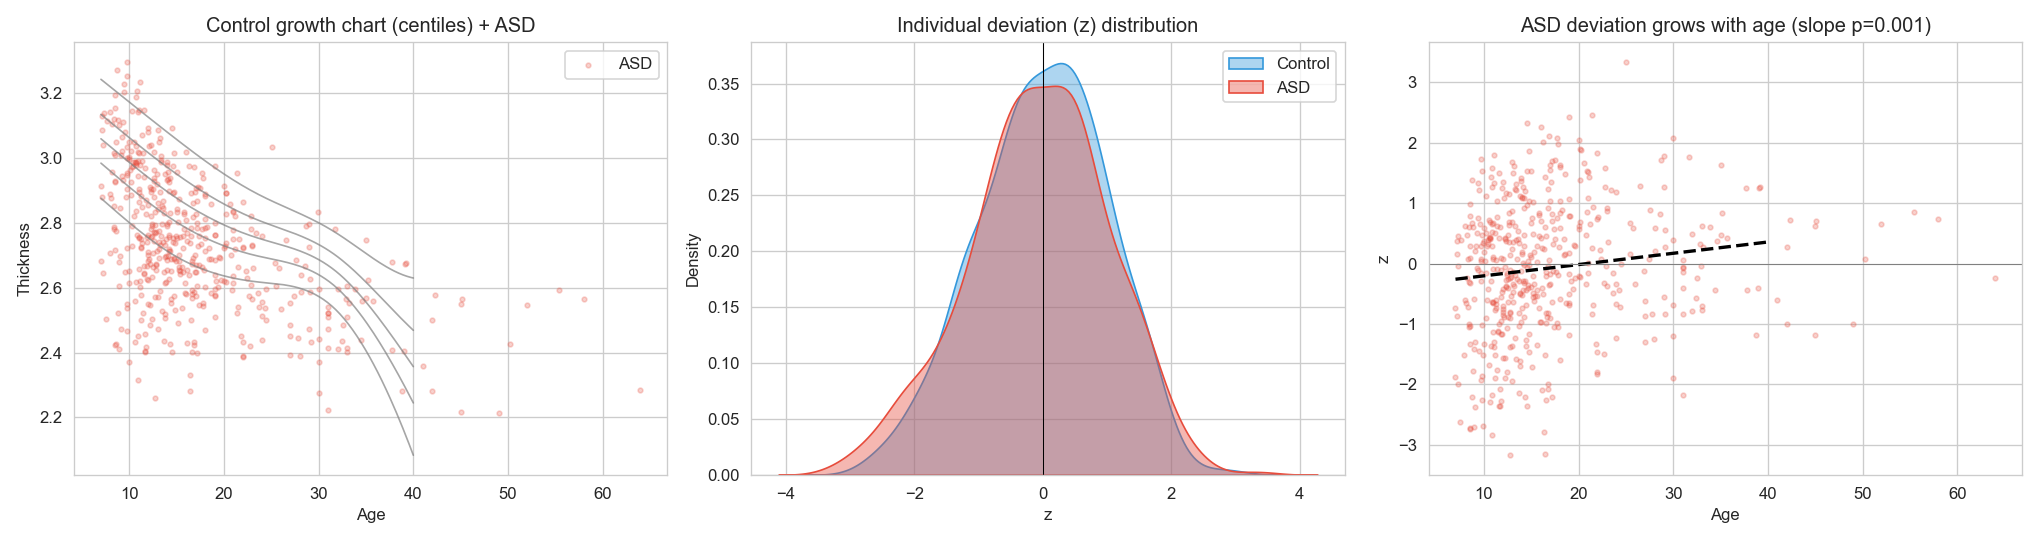 Control growth chart (centiles) + ASD
ASD
Thickness
3.2
3.0
2.8
2.6
2.4
2.2
10 20 30 40 50 60
Age
Individual deviation (z) distribution
Control
ASD
Density
0.35
0.30
0.25
0.20
0.15
0.10
0.05
0.00
−4 −2 0 2 4
z
ASD deviation grows with age (slope p=0.001)
z
3
2
1
0
−1
−2
−3
10 20 30 40 50 60
Age